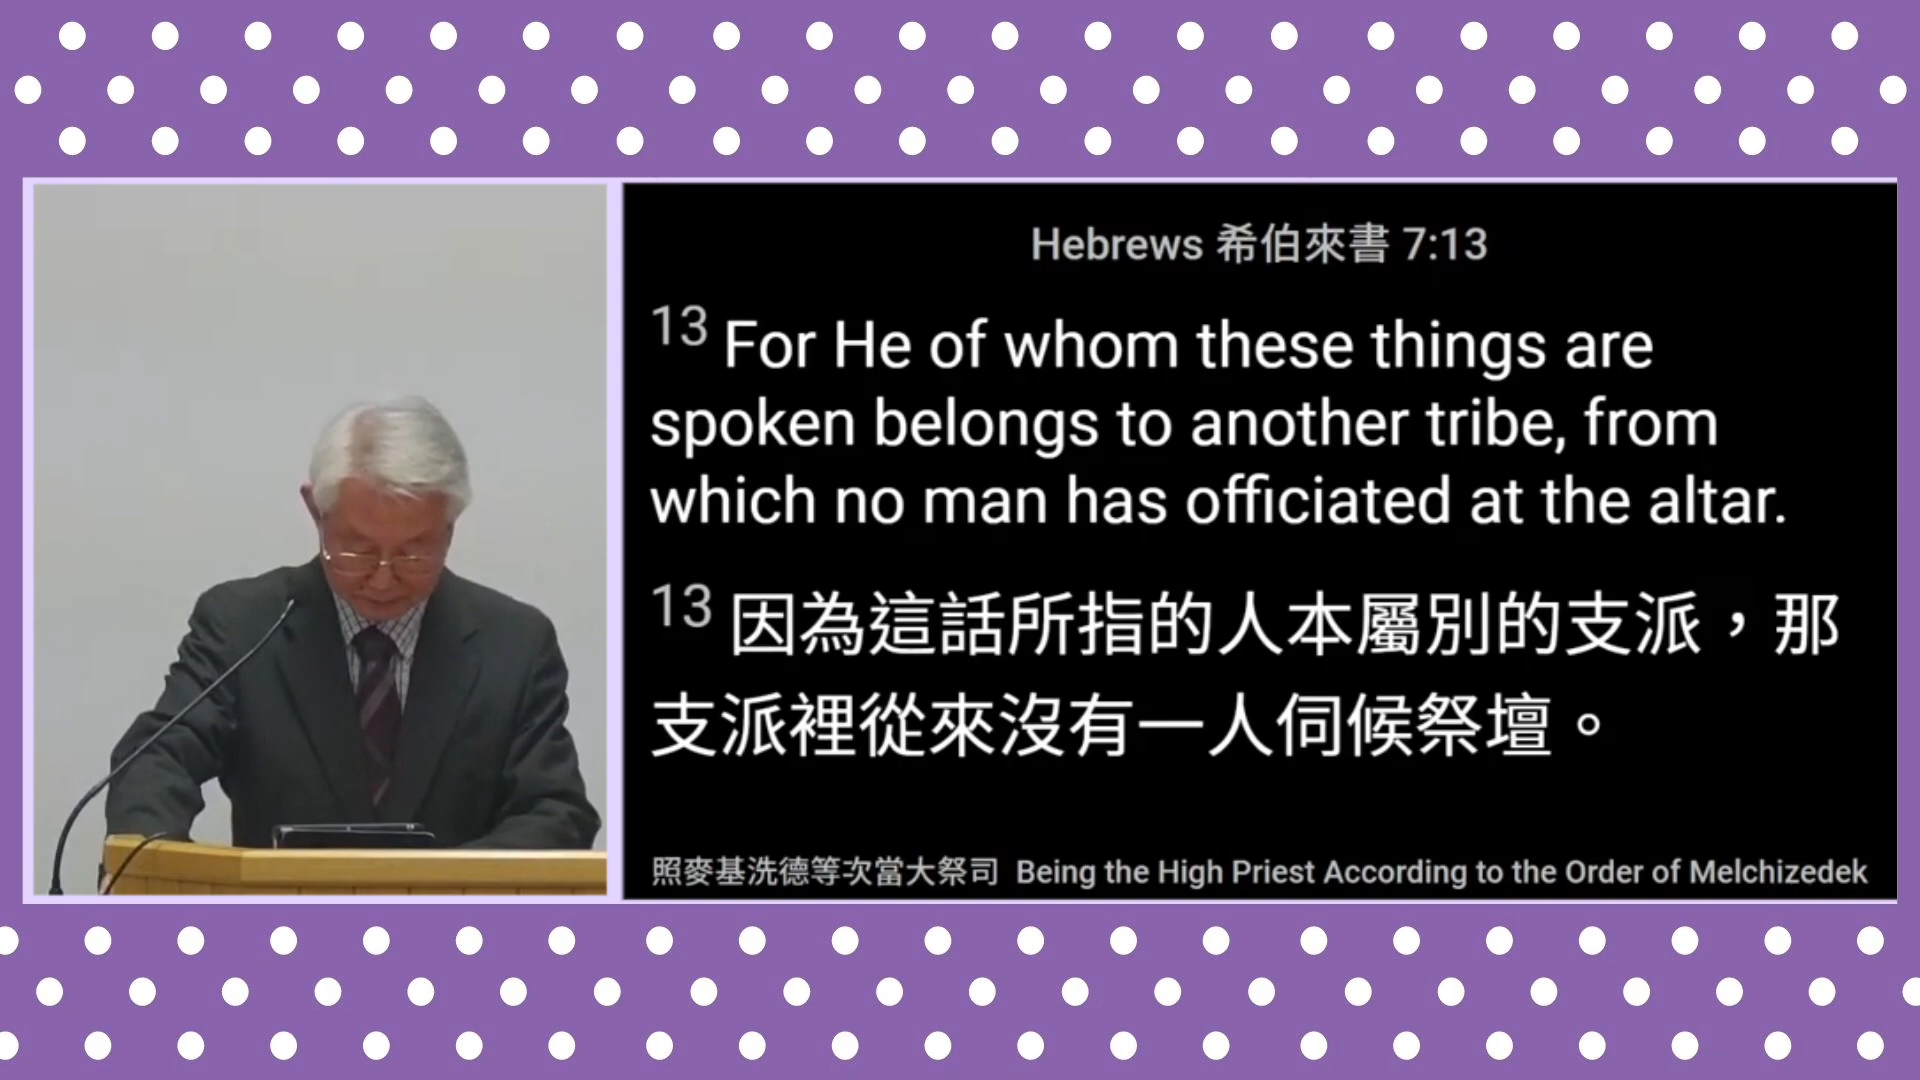 Hebrews 希伯來書 7:13
13 For He of whom these things are
spoken belongs to another tribe, from
which no man has officiated at the altar.
13 因為這話所指的人本屬別的支派，那
支派裡從來沒有一人伺候祭壇。
照麥基洗德等次當大祭司 Being the High Priest According to the Order of Melchizedek